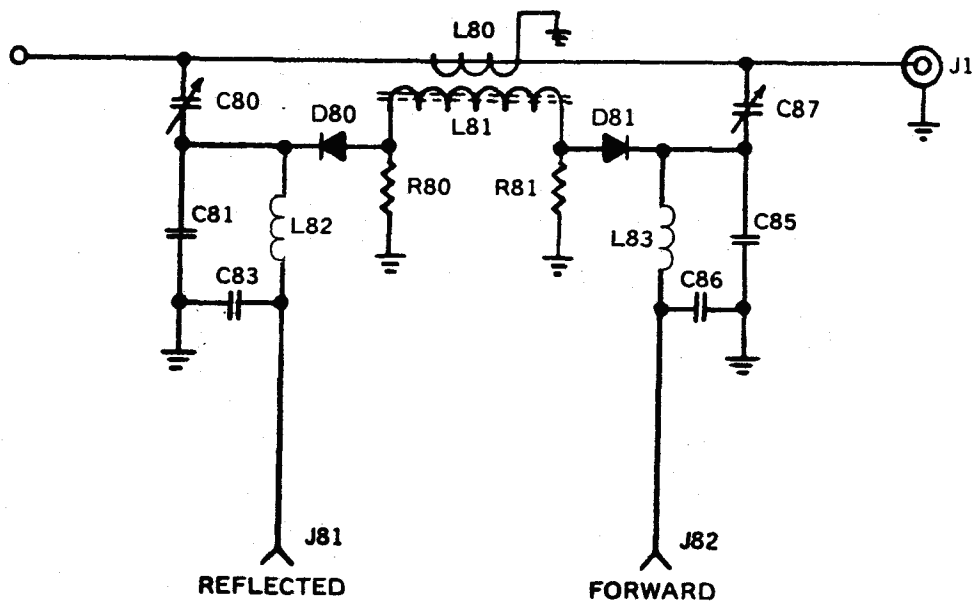 L80
J1
C80
D80
L81
D81
C87
R80
R81
C81
L82
L83
C85
C83
C86
J81
J82
REFLECTED
FORWARD